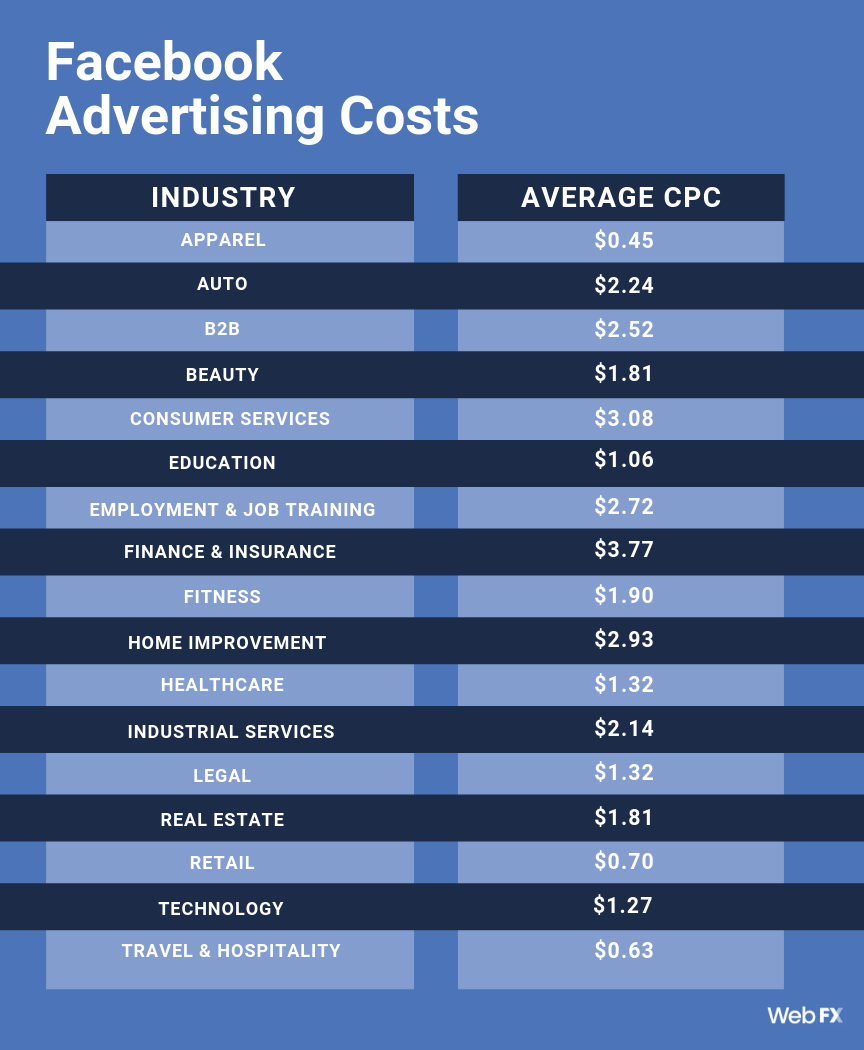 Facebook
Advertising Costs
INDUSTRY AVERAGE CPC
APPAREL $0.45
AUTO $2.24
B2B $2.52
BEAUTY $1.81
CONSUMER SERVICES $3.08
EDUCATION $1.06
EMPLOYMENT & JOB TRAINING $2.72
FINANCE & INSURANCE $3.77
FITNESS $1.90
HOME IMPROVEMENT $2.93
HEALTHCARE $1.32
INDUSTRIAL SERVICES $2.14
LEGAL $1.32
REAL ESTATE $1.81
RETAIL $0.70
TECHNOLOGY $1.27
TRAVEL & HOSPITALITY $0.63
WebFX